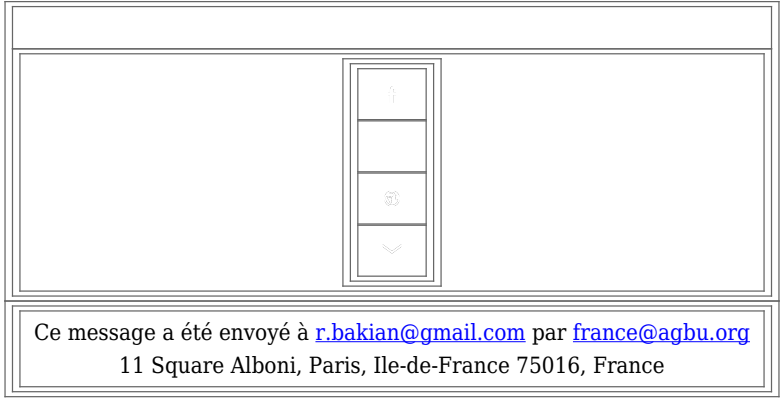 Ce message a été envoyé à r.bakian@gmail.com par france@agbu.org
11 Square Alboni, Paris, Ile-de-France 75016, France